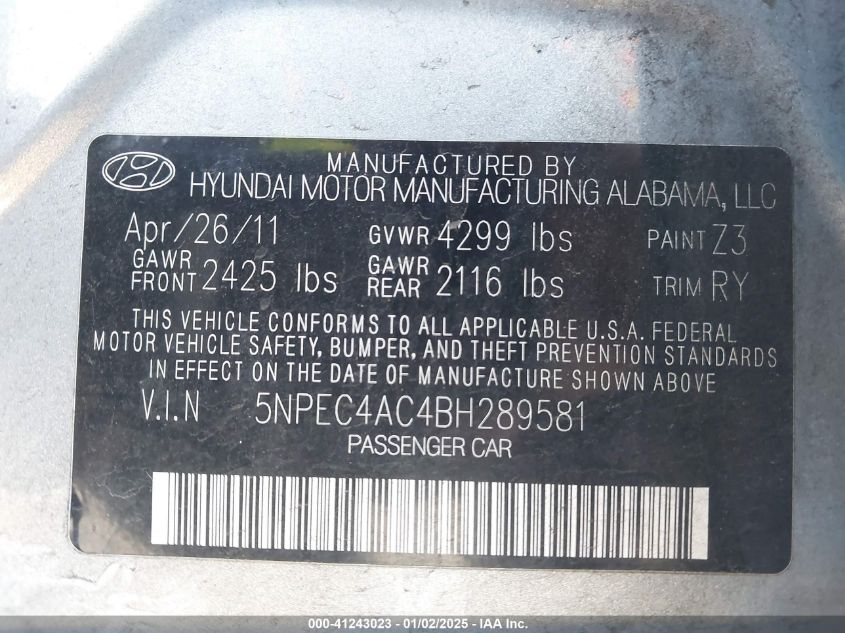 MANUFACTURED BY
HYUNDAI MOTOR MANUFACTURING ALABAMA, LLC
Apr/26/11 GVWR 4299 lbs PAINT Z3
GAWR FRONT 2425 lbs GAWR REAR 2116 lbs TRIM RY
THIS VEHICLE CONFORMS TO ALL APPLICABLE U.S.A. FEDERAL
MOTOR VEHICLE SAFETY, BUMPER, AND THEFT PREVENTION STANDARDS
IN EFFECT ON THE DATE OF MANUFACTURE SHOWN ABOVE
V.I.N 5NPEC4AC4BH289581
PASSENGER CAR
000-41243023 - 01/02/2025 - IAA Inc.